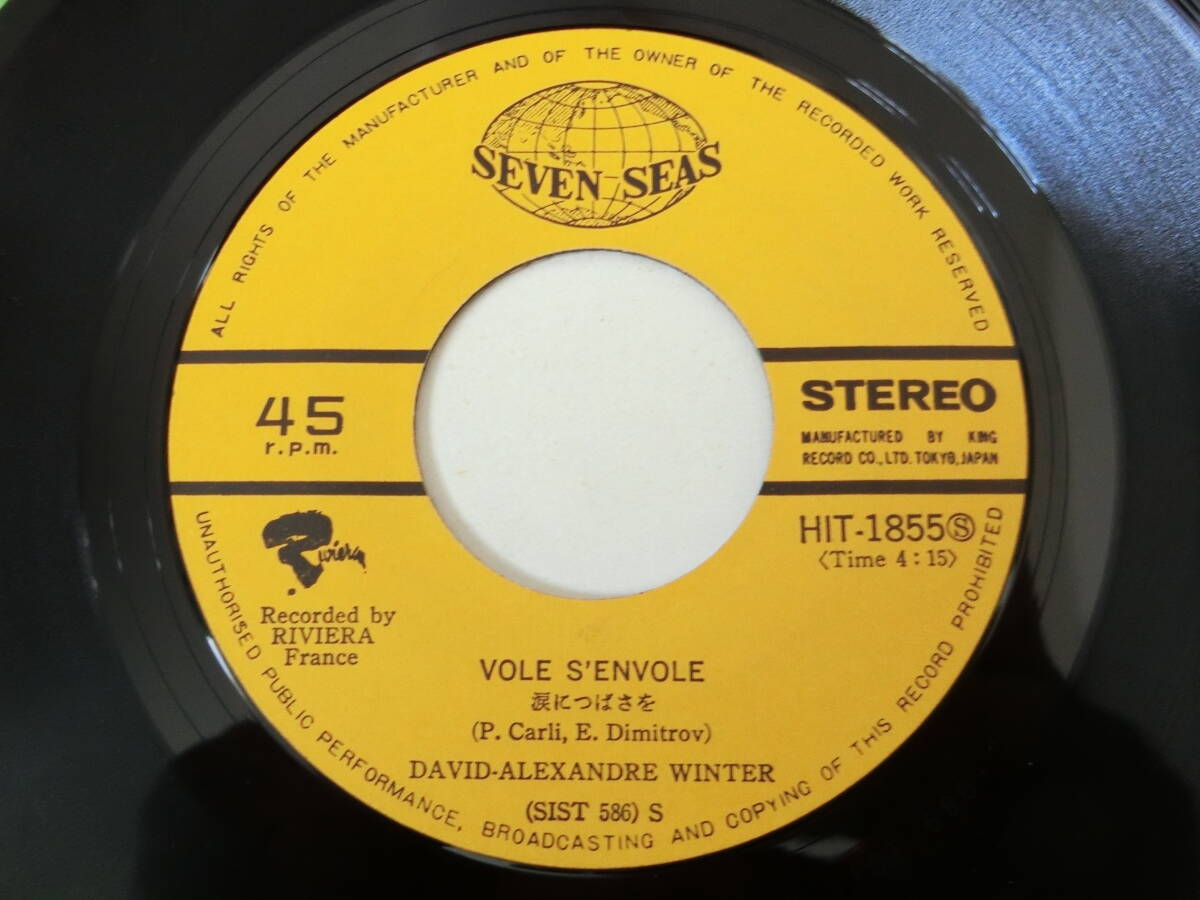 ALL RIGHTS OF THE MANUFACTURER AND OF THE OWNER OF THE RECORDED WORK RESERVED
SEVEN SEAS
45
r.p.m.
STEREO
MANUFACTURED BY KING
RECORD CO., LTD. TOKYO, JAPAN
HIT-1855Ⓢ
〈Time 4:15〉
Riviera
Recorded by
RIVIERA
France
VOLE S'ENVOLE
涙につばさを
(P. Carli, E. Dimitrov)
DAVID-ALEXANDRE WINTER
(SIST 586) S
UNAUTHORISED PUBLIC PERFORMANCE, BROADCASTING AND COPYING OF THIS RECORD PROHIBITED